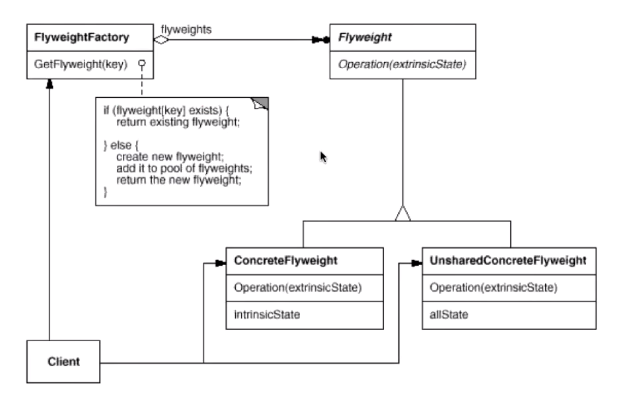 FlyweightFactory
flyweights
Flyweight
GetFlyweight(key)
Operation(extrinsicState)
if (flyweight[key] exists) {
return existing flyweight;
} else {
create new flyweight;
add it to pool of flyweights;
return the new flyweight;
}
ConcreteFlyweight
Operation(extrinsicState)
intrinsicState
UnsharedConcreteFlyweight
Operation(extrinsicState)
allState
Client